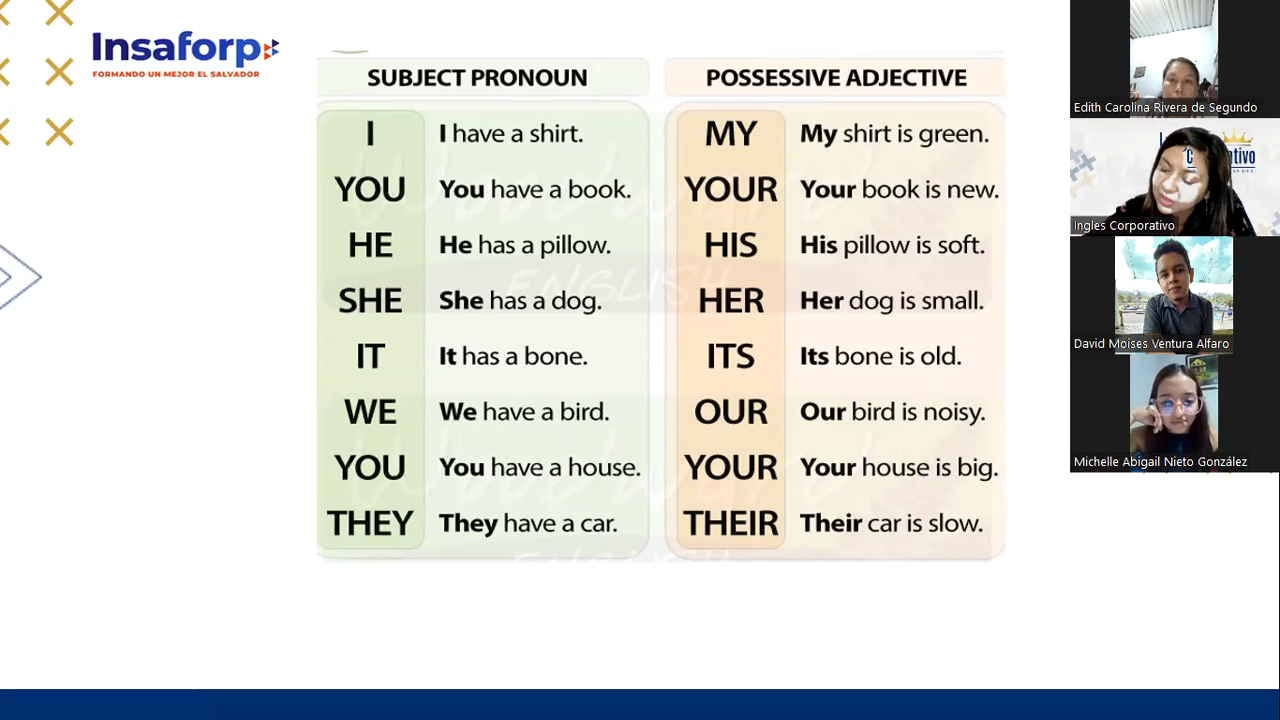 Insaforp
FORMANDO UN MEJOR EL SALVADOR
SUBJECT PRONOUN
POSSESSIVE ADJECTIVE
I I have a shirt. MY My shirt is green.
YOU You have a book. YOUR Your book is new.
HE He has a pillow. HIS His pillow is soft.
SHE She has a dog. HER Her dog is small.
IT It has a bone. ITS Its bone is old.
WE We have a bird. OUR Our bird is noisy.
YOU You have a house. YOUR Your house is big.
THEY They have a car. THEIR Their car is slow.
Woodward
ENGLISH
Woodward
ENGLISH
Edith Carolina Rivera de Segundo
Ingles Corporativo
David Moises Ventura Alfaro
Michelle Abigail Nieto González